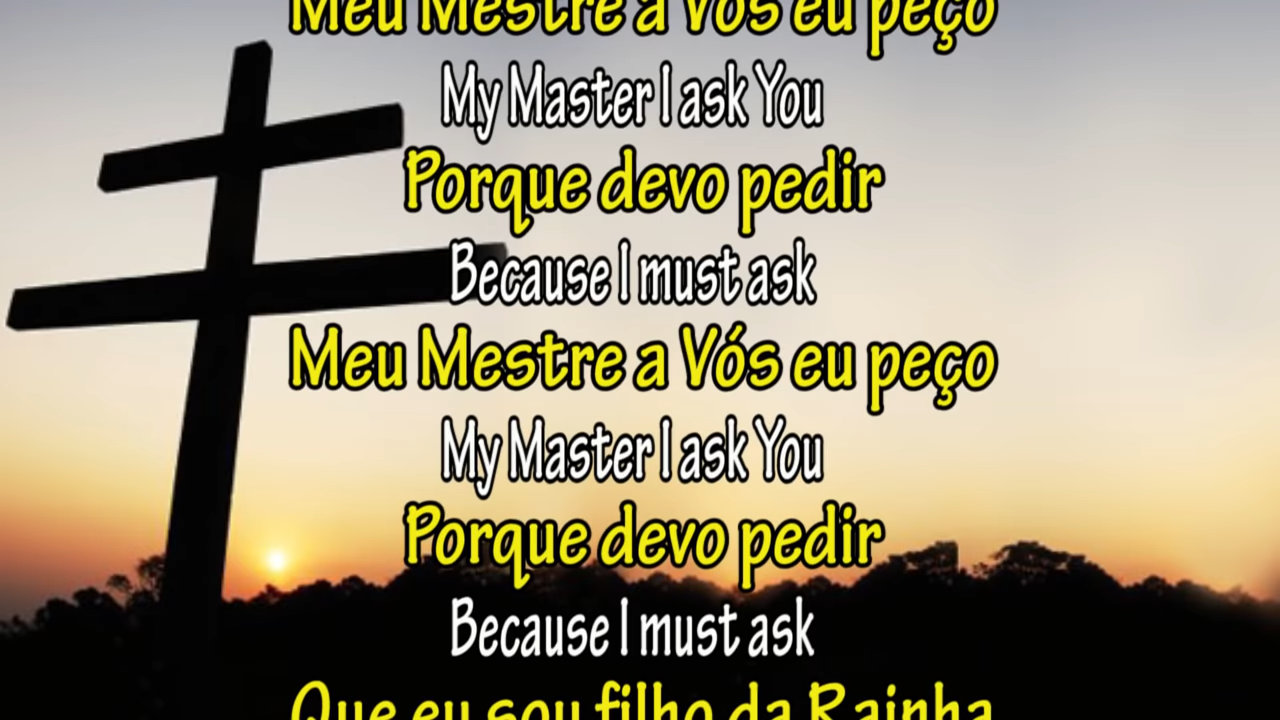 Meu Mestre a Vós eu peço
My Master I ask You
Porque devo pedir
Because I must ask
Meu Mestre a Vós eu peço
My Master I ask You
Porque devo pedir
Because I must ask
Que eu sou filho da Rainha